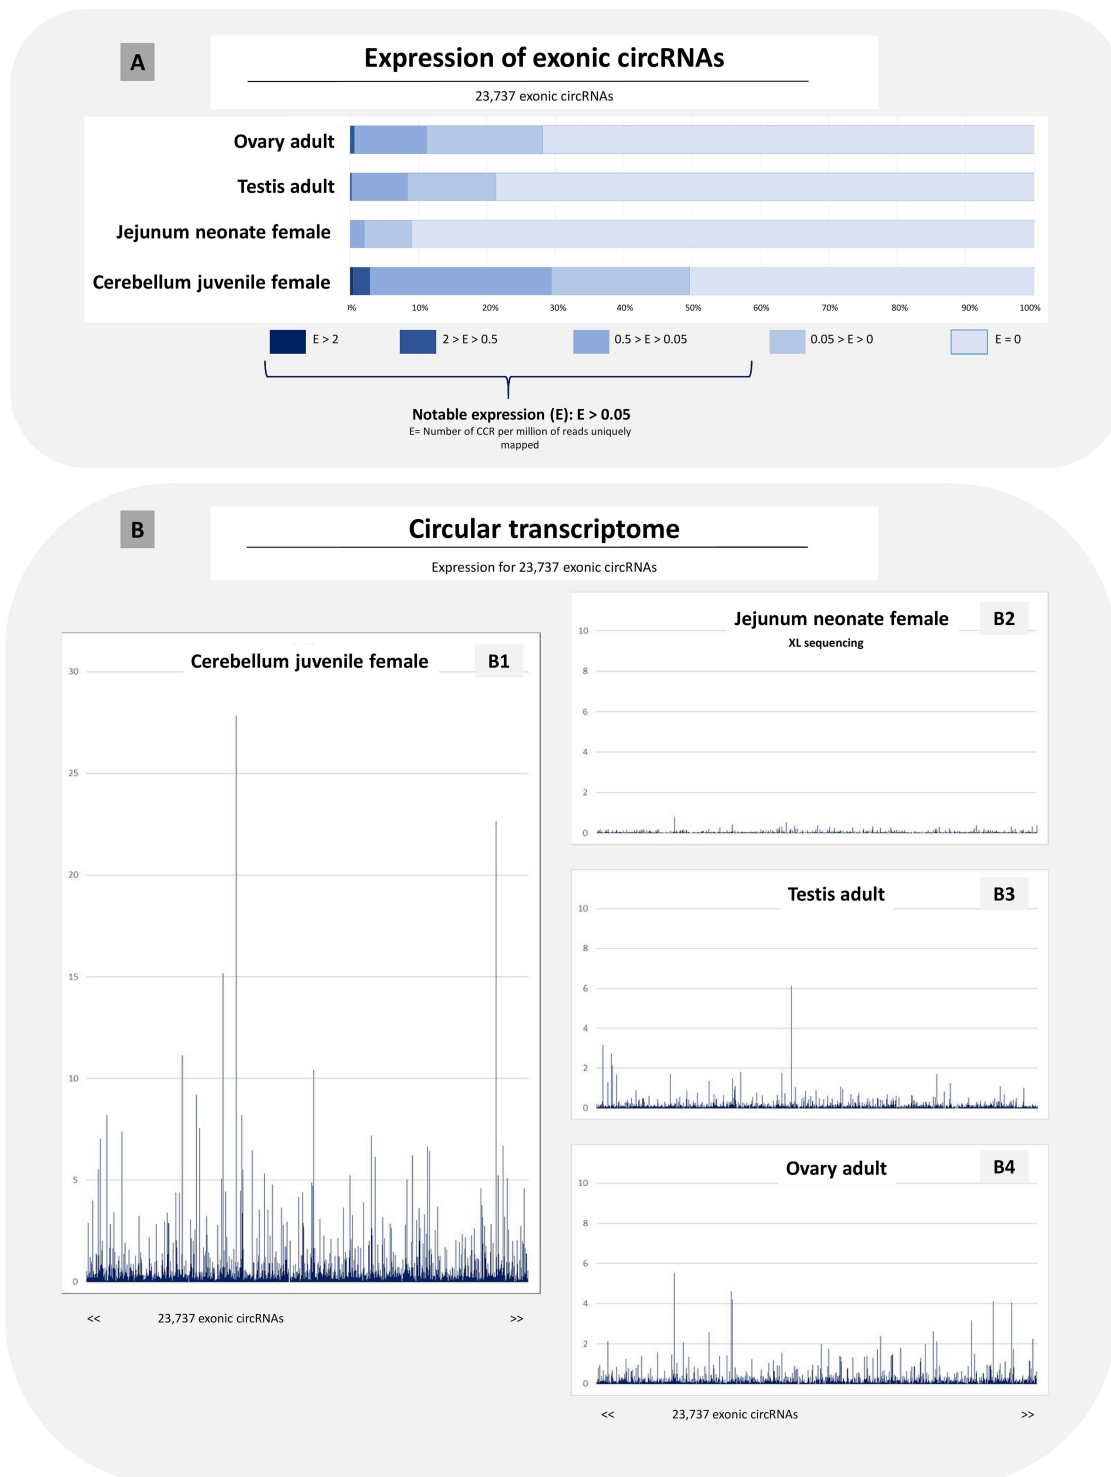 A
Expression of exonic circRNAs
23,737 exonic circRNAs
Ovary adult
Testis adult
Jejunum neonate female
Cerebellum juvenile female
)% 10% 20% 30% 40% 50% 60% 70% 80% 90% 100%
E > 2 2 > E > 0.5 0.5 > E > 0.05 0.05 > E > 0 E = 0
Notable expression (E): E > 0.05
E= Number of CCR per million of reads uniquely
mapped
B
Circular transcriptome
Expression for 23,737 exonic circRNAs
Cerebellum juvenile female B1
30
25
20
15
10
5
0
<< 23,737 exonic circRNAs >>
Jejunum neonate female B2
XL sequencing
10
8
6
4
2
0
Testis adult B3
10
8
6
4
2
0
Ovary adult B4
10
8
6
4
2
0
<< 23,737 exonic circRNAs >>